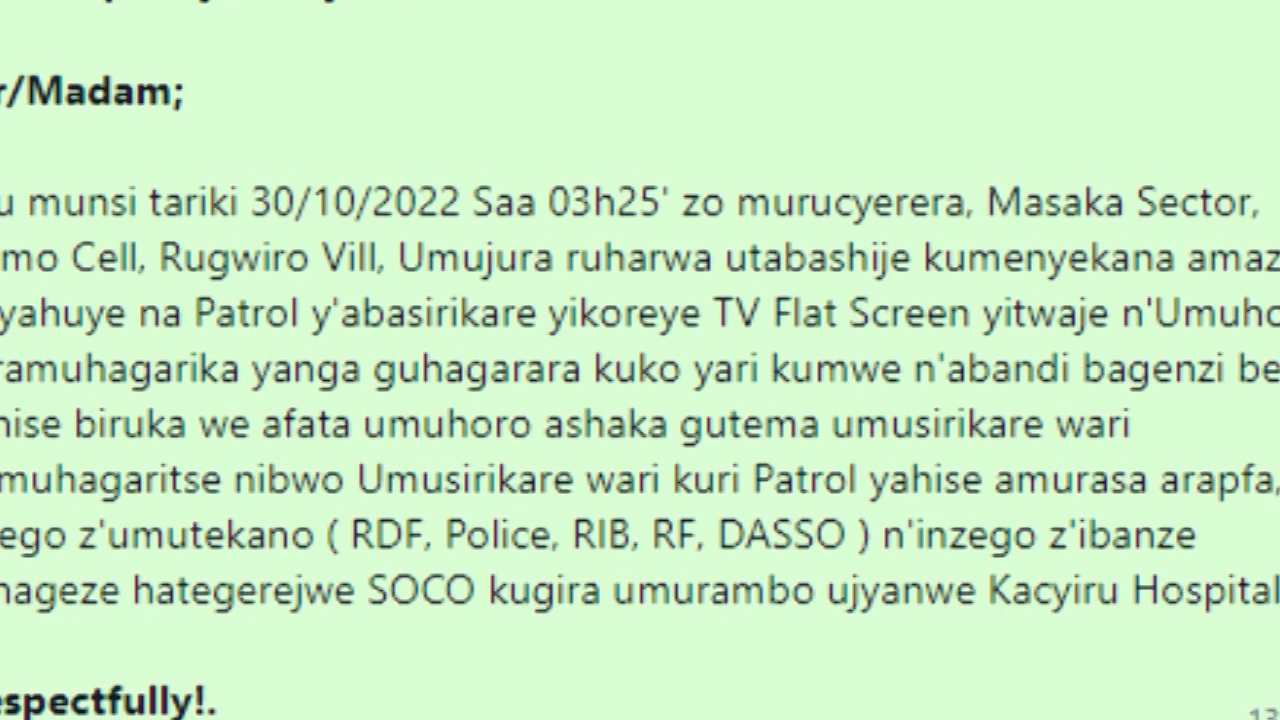 r/Madam;
u munsi tariki 30/10/2022 Saa 03h25' zo murucyerera, Masaka Sector,
mo Cell, Rugwiro Vill, Umujura ruharwa utabashije kumenyekana amaz
yahuye na Patrol y'abasirikare yikoreye TV Flat Screen yitwaje n'Umuho
ramuhagarika yanga guhagarara kuko yari kumwe n'abandi bagenzi be
hise biruka we afata umuhoro ashaka gutema umusirikare wari
muhagaritse nibwo Umusirikare wari kuri Patrol yahise amurasa arapfa,
ego z'umutekano ( RDF, Police, RIB, RF, DASSO ) n'inzego z'ibanze
hageze hategerejwe SOCO kugira umurambo ujyanwe Kacyiru Hospital
espectfully!.